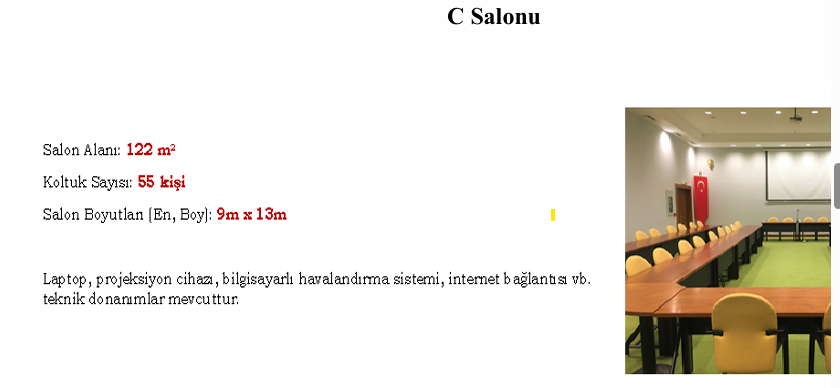 C Salonu
Salon Alanı: 122 m²
Koltuk Sayısı: 55 kişi
Salon Boyutları (En, Boy): 9m x 13m
Laptop, projeksiyon cihazı, bilgisayarlı havalandırma sistemi, internet bağlantısı vb.
teknik donanımlar mevcuttur.